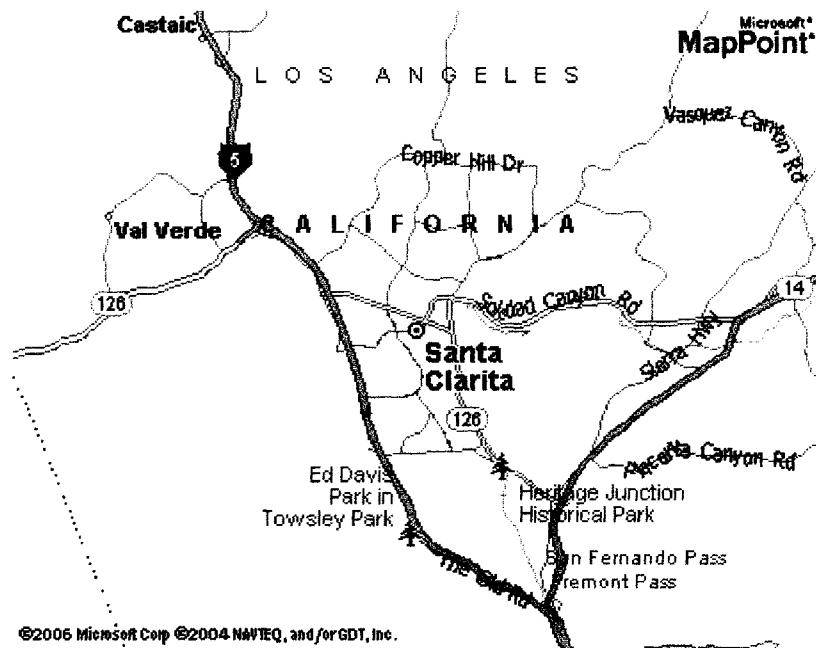 Castaic
Microsoft®
MapPoint®
LOS ANGELES
Vasquez Canyon Rd
5
Copper Hill Dr
CALIFORNIA
Val Verde
14
126
Soledad Canyon Rd
Santa
Clarita
Sierra Hwy
126
Placerita Canyon Rd
Ed Davis
Park in
Towsley Park
Heritage Junction
Historical Park
San Fernando Pass
Fremont Pass
The Old Rd
©2006 Microsoft Corp ©2004 NAVTEQ, and/or GDT, Inc.